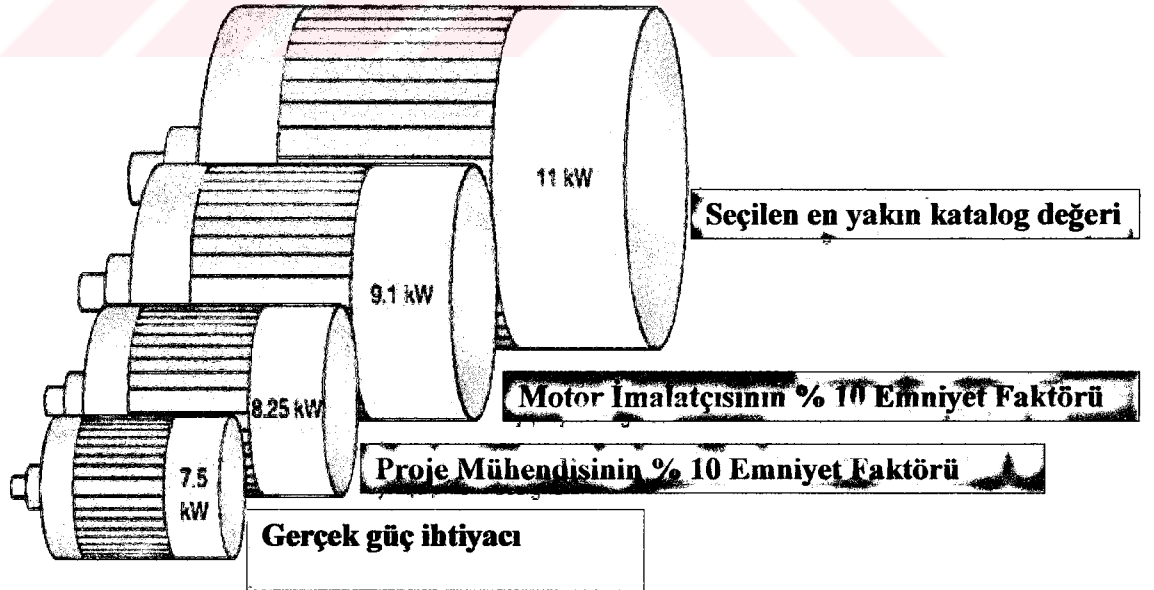 11 kW
Seçilen en yakın katalog değeri
9.1 kW
Motor İmalatçısının % 10 Emniyet Faktörü
8.25 kW
Proje Mühendisinin % 10 Emniyet Faktörü
7.5
kW
Gerçek güç ihtiyacı